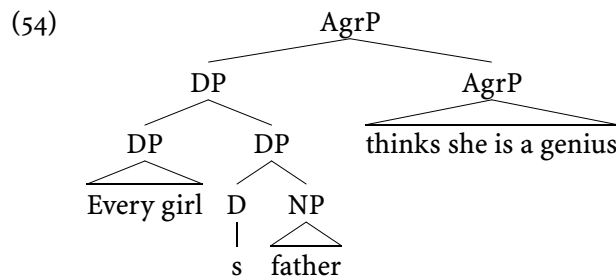 (54) AgrP
DP AgrP
DP DP thinks she is a genius
Every girl D NP
s father